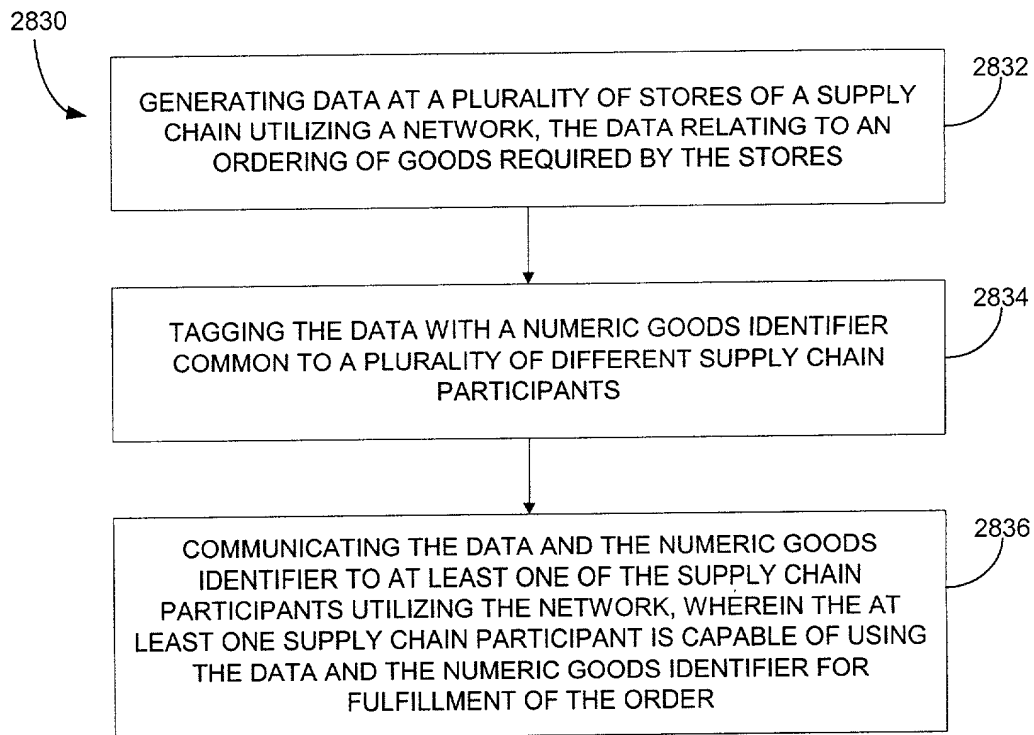 2830
2832
GENERATING DATA AT A PLURALITY OF STORES OF A SUPPLY
CHAIN UTILIZING A NETWORK, THE DATA RELATING TO AN
ORDERING OF GOODS REQUIRED BY THE STORES
2834
TAGGING THE DATA WITH A NUMERIC GOODS IDENTIFIER
COMMON TO A PLURALITY OF DIFFERENT SUPPLY CHAIN
PARTICIPANTS
2836
COMMUNICATING THE DATA AND THE NUMERIC GOODS
IDENTIFIER TO AT LEAST ONE OF THE SUPPLY CHAIN
PARTICIPANTS UTILIZING THE NETWORK, WHEREIN THE AT
LEAST ONE SUPPLY CHAIN PARTICIPANT IS CAPABLE OF USING
THE DATA AND THE NUMERIC GOODS IDENTIFIER FOR
FULFILLMENT OF THE ORDER